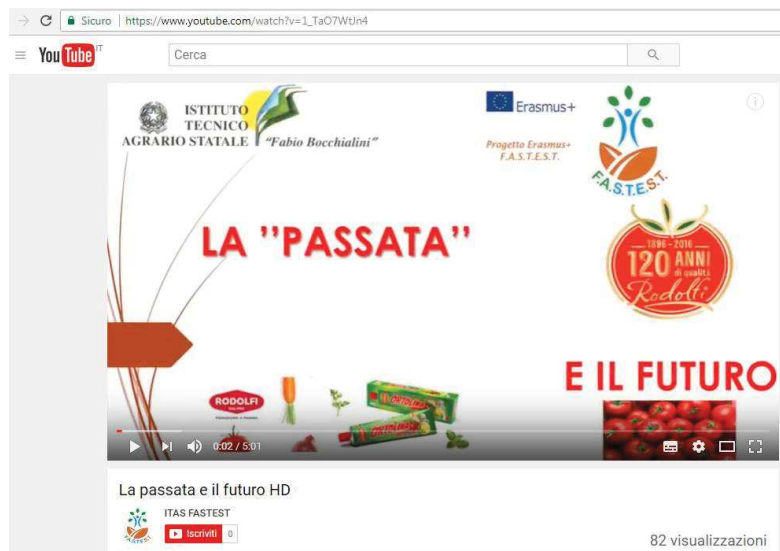 Sicuro | https://www.youtube.com/watch?v=1_TaO7WtJn4
YouTube IT
Cerca
ISTITUTO
TECNICO
AGRARIO STATALE "Fabio Bocchialini"
Erasmus+
Progetto Erasmus+
F.A.S.T.E.S.T.
F.A.S.T.E.S.T.
LA "PASSATA"
1896 - 2016
120 ANNI
di qualità
Rodolfi
E IL FUTURO
RODOLFI
ORTOLINA
0:02 / 5:01
La passata e il futuro HD
ITAS FASTEST
Iscriviti 0
82 visualizzazioni